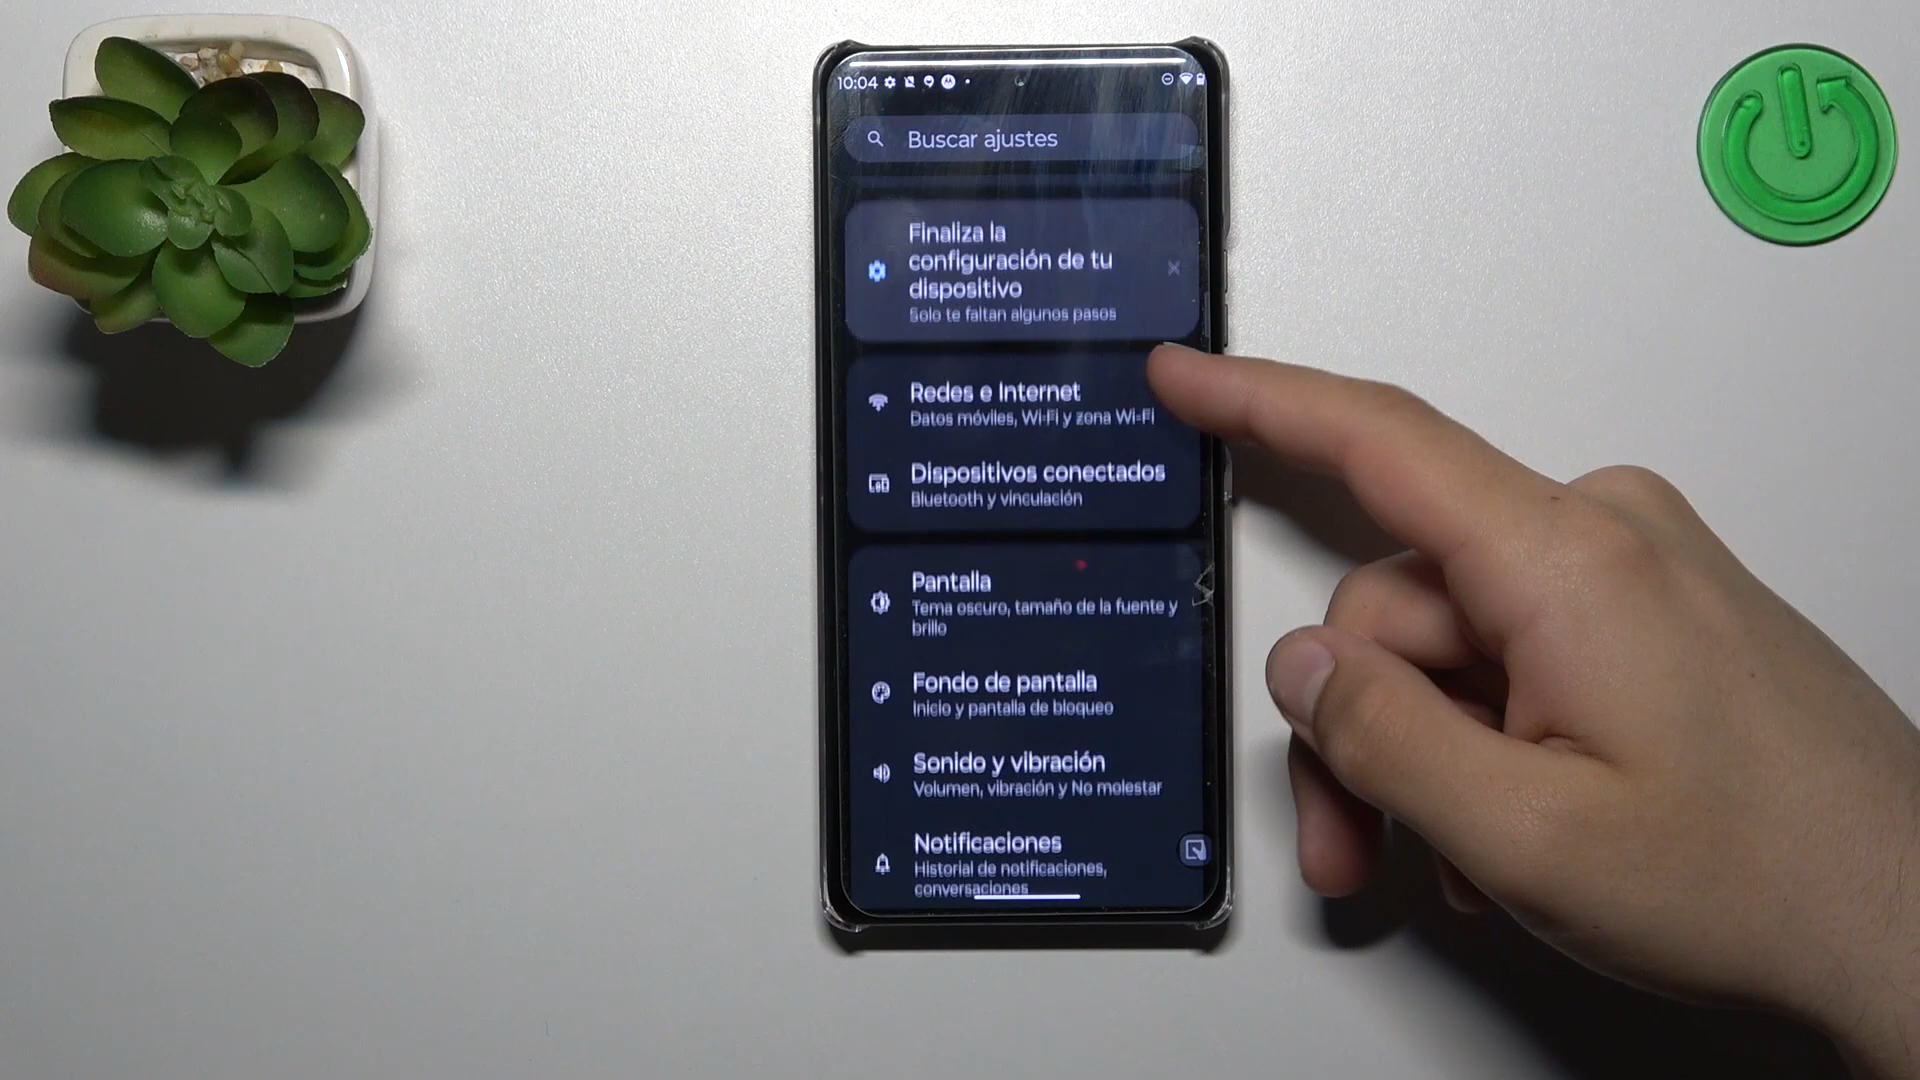 10:04
Buscar ajustes
Finaliza la
configuración de tu
dispositivo
Solo te faltan algunos pasos
Redes e Internet
Datos móviles, Wi-Fi y zona Wi-Fi
Dispositivos conectados
Bluetooth y vinculación
Pantalla
Tema oscuro, tamaño de la fuente y
brillo
Fondo de pantalla
Inicio y pantalla de bloqueo
Sonido y vibración
Volumen, vibración y No molestar
Notificaciones
Historial de notificaciones,
conversaciones